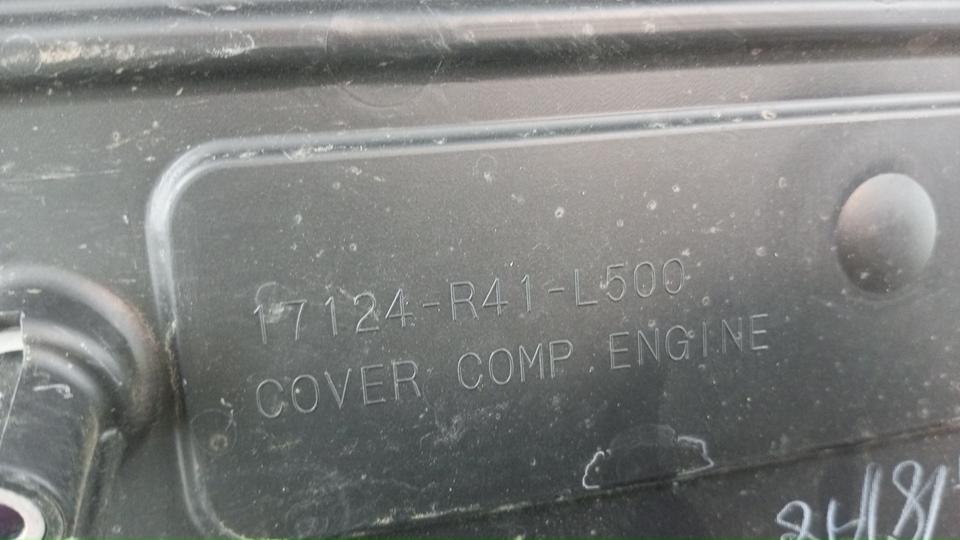 17124-R41-L500
COVER COMP ENGINE